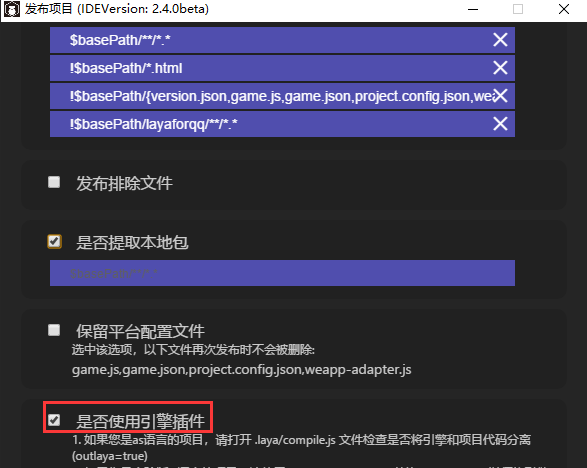 发布项目 (IDEVersion: 2.4.0beta)
$basePath/**/*.*
!$basePath/*.html
!$basePath/{version.json,game.js,game.json,project.config.json,wea
!$basePath/layaforqq/**/*.*
发布排除文件
是否提取本地包
保留平台配置文件
选中该选项，以下文件再次发布时不会被删除:
game.js,game.json,project.config.json,weapp-adapter.js
是否使用引擎插件
1. 如果您是as语言的项目，请打开 .laya/compile.js 文件检查是否将引擎和项目代码分离
(outlaya=true)